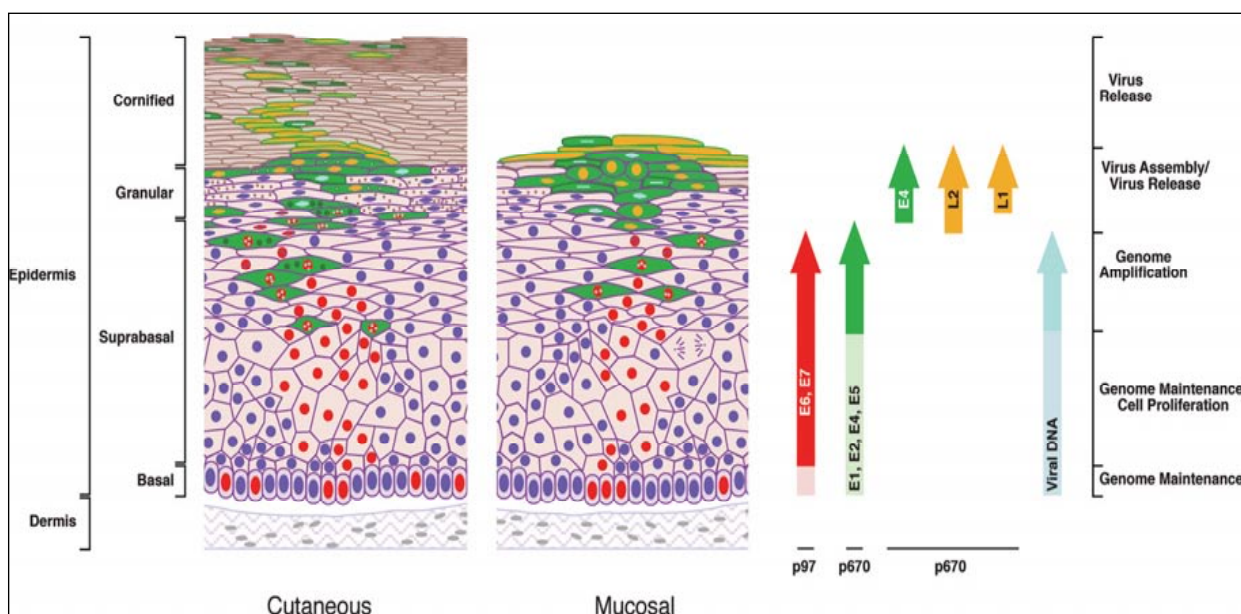 Epidermis
Dermis
Cornified
Granular
Suprabasal
Basal
Cutaneous
Mucosal
E6, E7
E1, E2, E4, E5
E4
L2
L1
Viral DNA
p97
p670
p670
Virus
Release
Virus Assembly/
Virus Release
Genome
Amplification
Genome Maintenance
Cell Proliferation
Genome Maintenance